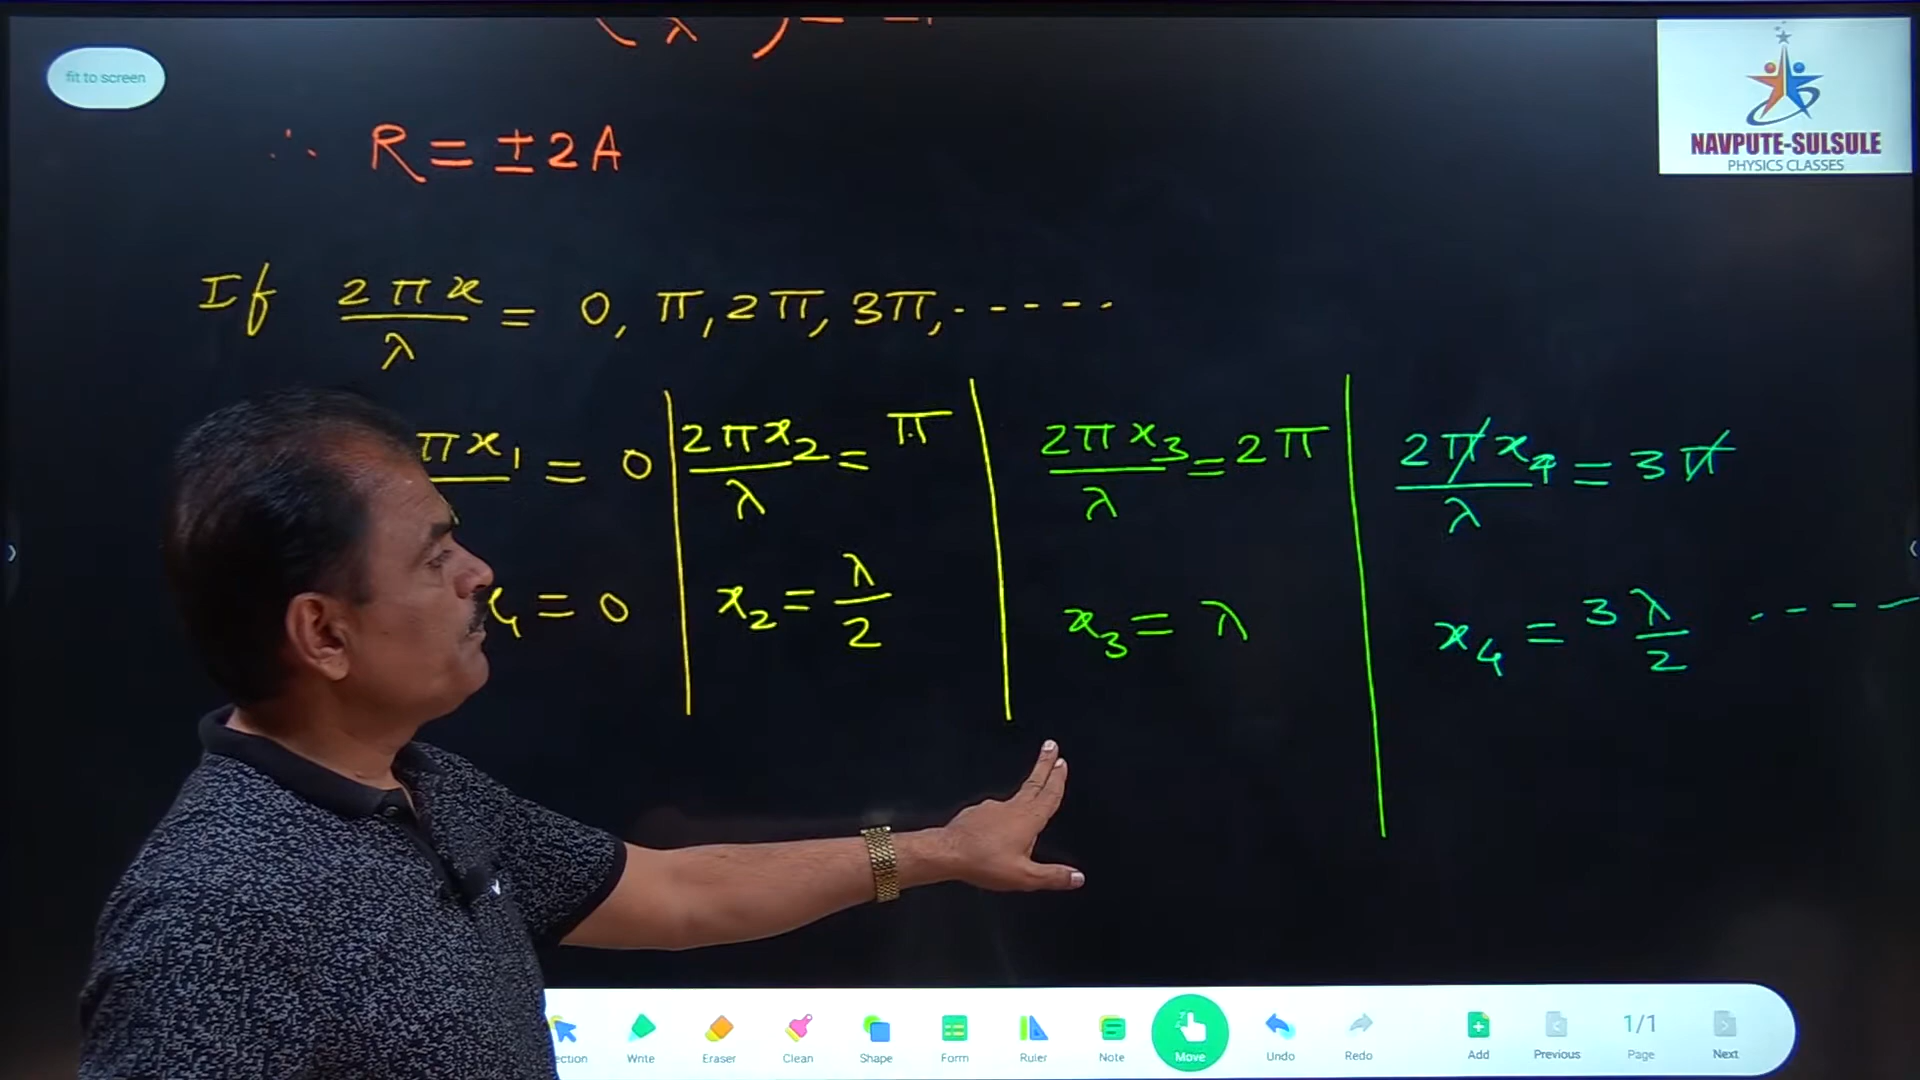 fit to screen
NAVPUTE-SULSULE
PHYSICS CLASSES
∴ R = ±2A
If 2πx/λ = 0, π, 2π, 3π, -----
πx₁ = 0 | 2πx₂/λ = π | 2πx₃/λ = 2π | 2πx₄/λ = 3π
x₁ = 0 | x₂ = λ/2 | x₃ = λ | x₄ = 3λ/2 ----
Write
Eraser
Clean
Shape
Form
Ruler
Note
Move
Undo
Redo
Add
Previous
1/1
Page
Next